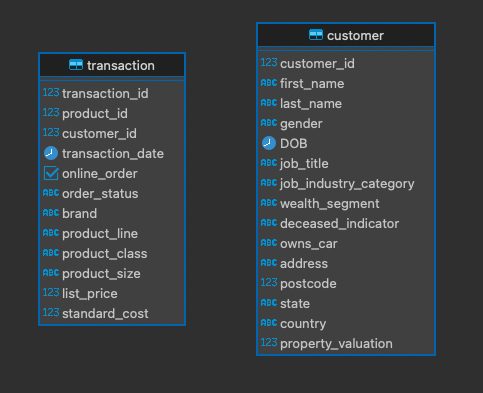 transaction
123 transaction_id
123 product_id
123 customer_id
transaction_date
online_order
ABC order_status
ABC brand
ABC product_line
ABC product_class
ABC product_size
123 list_price
123 standard_cost
customer
123 customer_id
ABC first_name
ABC last_name
ABC gender
DOB
ABC job_title
ABC job_industry_category
ABC wealth_segment
ABC deceased_indicator
ABC owns_car
ABC address
123 postcode
ABC state
ABC country
123 property_valuation